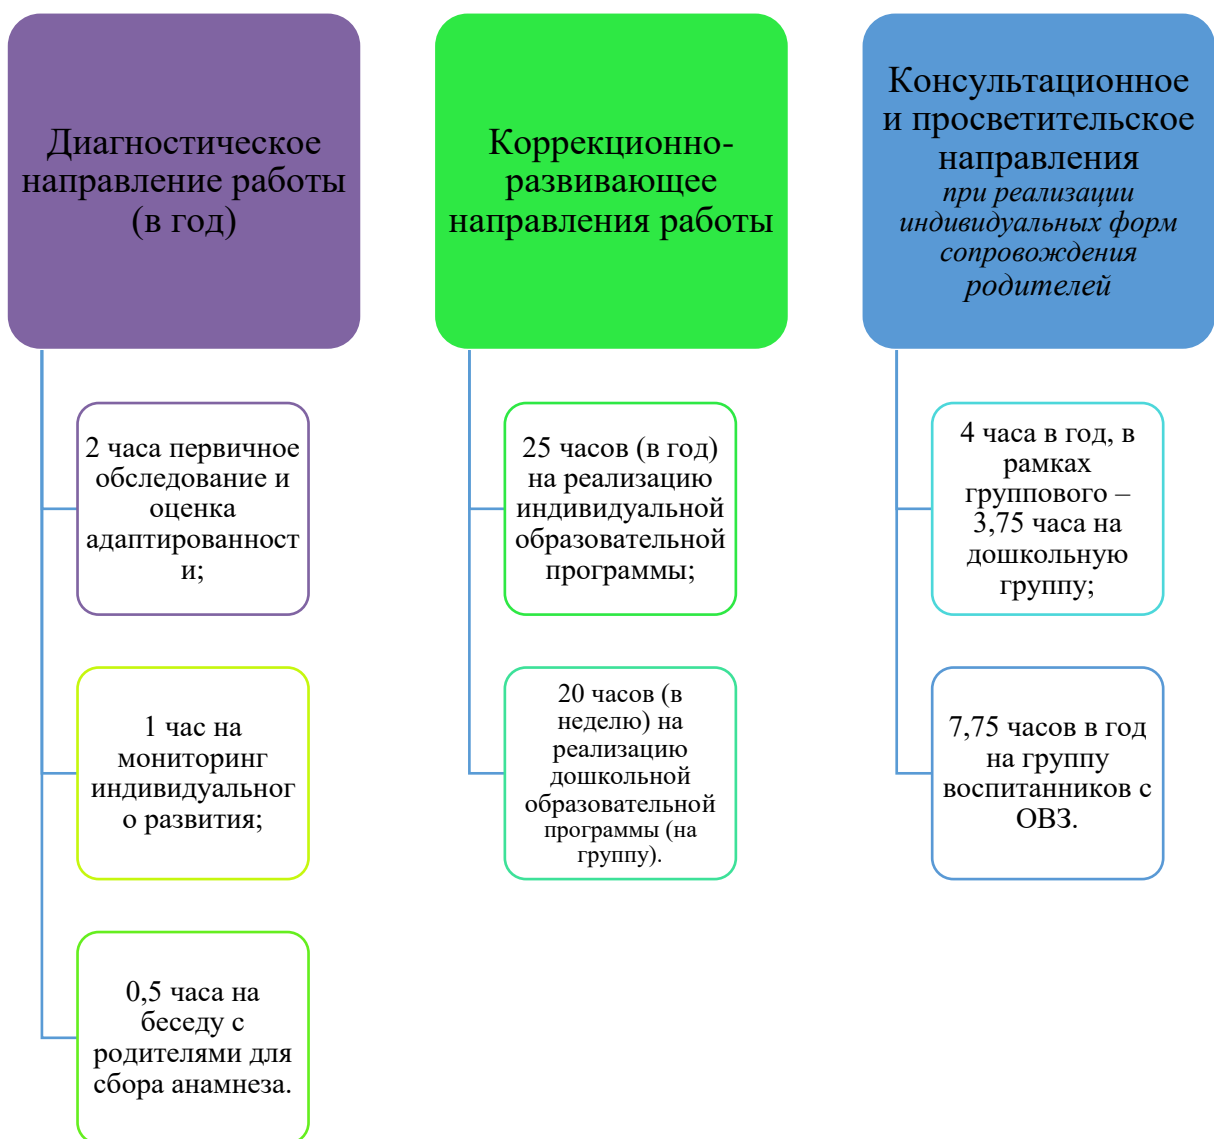 Диагностическое
направление работы
(в год)
2 часа первичное
обследование и
оценка
адаптированност
и;
1 час на
мониторинг
индивидуальног
о развития;
0,5 часа на
беседу с
родителями для
сбора анамнеза.
Коррекционно-
развивающее
направления работы
25 часов (в год)
на реализацию
индивидуальной
образовательной
программы;
20 часов (в
неделю) на
реализацию
дошкольной
образовательной
программы (на
группу).
Консультационное
и просветительское
направления
при реализации
индивидуальных форм
сопровождения
родителей
4 часа в год, в
рамках
группового –
3,75 часа на
дошкольную
группу;
7,75 часов в год
на группу
воспитанников с
ОВЗ.